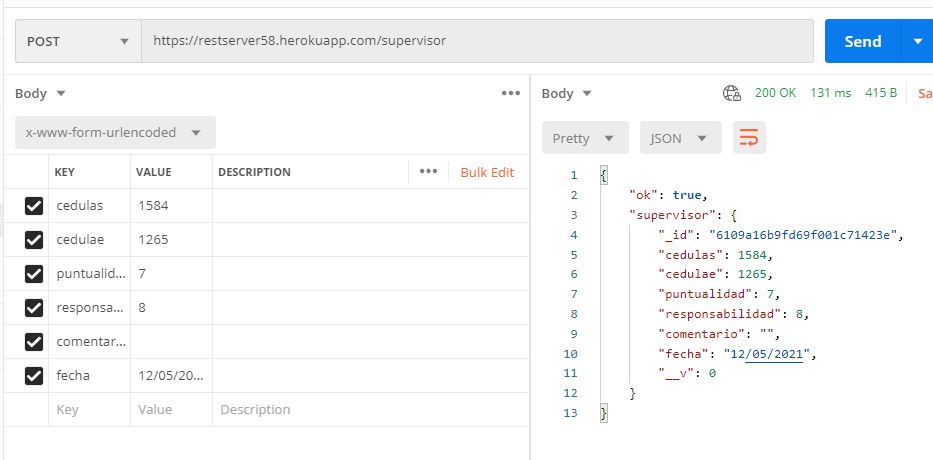 POST https://restserver58.herokuapp.com/supervisor Send
Body
x-www-form-urlencoded
KEY VALUE DESCRIPTION Bulk Edit
cedulas 1584
cedulae 1265
puntualid... 7
responsa... 8
comentar...
fecha 12/05/20...
Key Value Description
Body 200 OK 131 ms 415 B Sa
Pretty JSON
1 {
2 "ok": true,
3 "supervisor": {
4 "_id": "6109a16b9fd69f001c71423e",
5 "cedulas": 1584,
6 "cedulae": 1265,
7 "puntualidad": 7,
8 "responsabilidad": 8,
9 "comentario": "",
10 "fecha": "12/05/2021",
11 "__v": 0
12 }
13 }